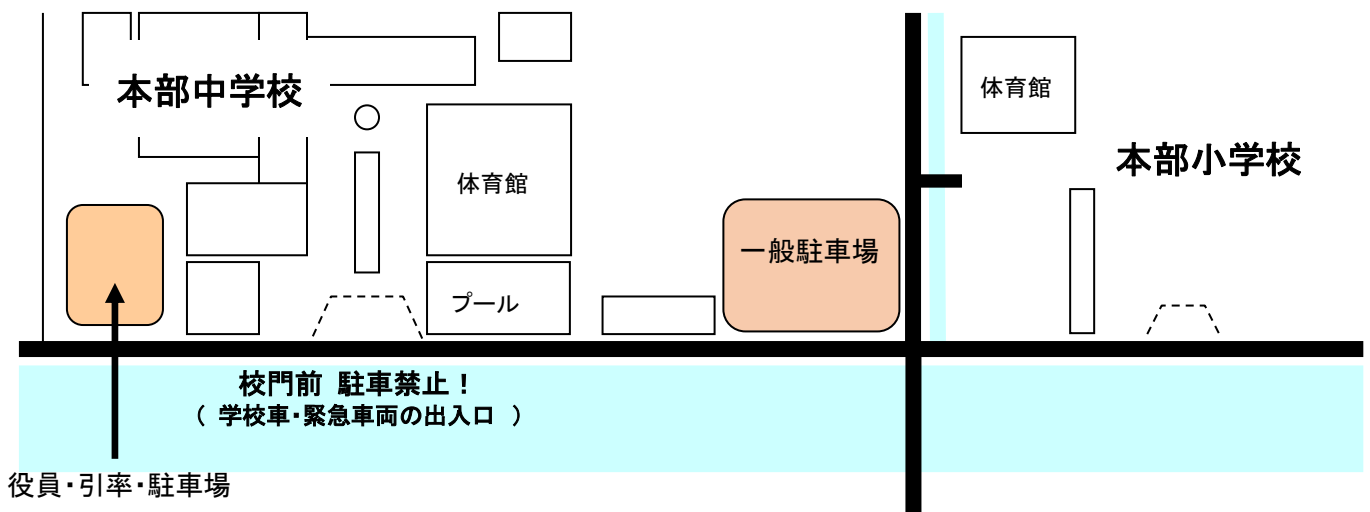 本部中学校
体育館
本部小学校
体育館
一般駐車場
プール
校門前 駐車禁止！
（ 学校車・緊急車両の出入口 ）
役員・引率・駐車場